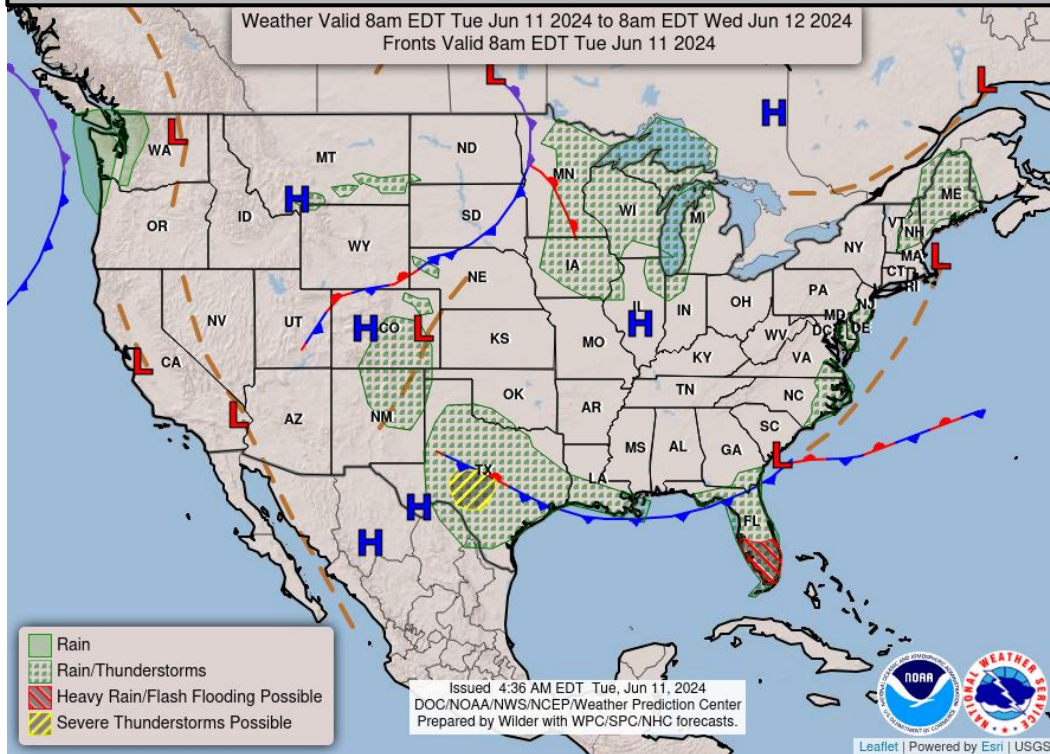 Weather Valid 8am EDT Tue Jun 11 2024 to 8am EDT Wed Jun 12 2024
Fronts Valid 8am EDT Tue Jun 11 2024
L
L
H
L
WA
MT
ND
MN
ME
H
OR
ID
SD
WI
MI
VT
NH
WY
NY
MA
L
CT
RI
IA
NE
PA
NJ
NV
UT
H
CO
L
IL
H
IN
OH
MD
DC
DE
WV
CA
L
KS
MO
KY
VA
L
AZ
NM
OK
TN
NC
AR
SC
MS
AL
GA
L
TX
LA
H
FL
H
Rain
Rain/Thunderstorms
Heavy Rain/Flash Flooding Possible
Severe Thunderstorms Possible
Issued 4:36 AM EDT Tue, Jun 11, 2024
DOC/NOAA/NWS/NCEP/Weather Prediction Center
Prepared by Wilder with WPC/SPC/NHC forecasts.
NOAA
NATIONAL WEATHER SERVICE
Leaflet | Powered by Esri | USGS